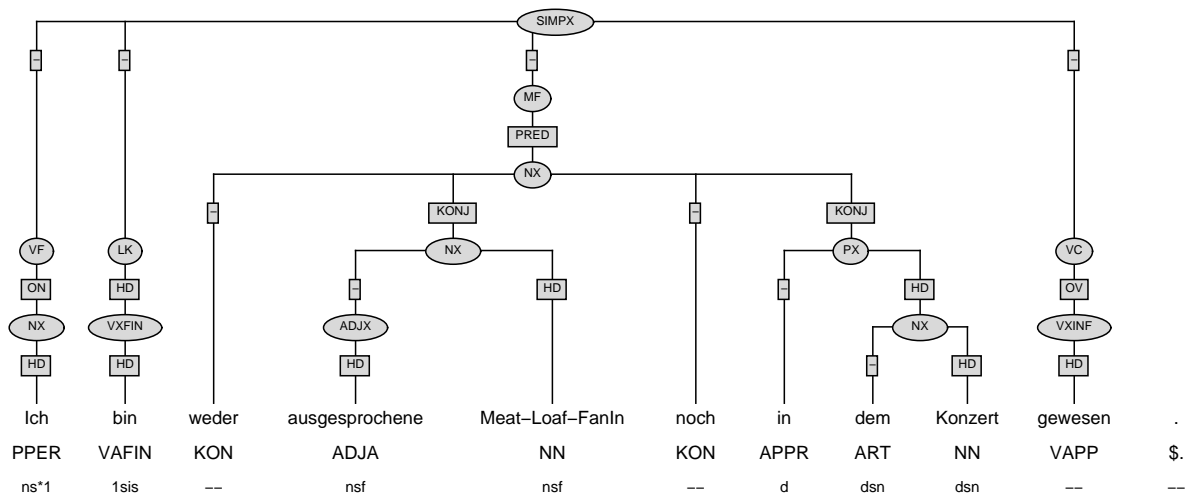 SIMPX
– – – –
MF
PRED
NX
– KONJ – KONJ
VF LK NX PX VC
ON HD – HD – HD OV
NX VXFIN ADJX NX VXINF
HD HD HD – HD HD
Ich bin weder ausgesprochene Meat–Loaf–FanIn noch in dem Konzert gewesen .
PPER VAFIN KON ADJA NN KON APPR ART NN VAPP $.
ns*1 1sis –– nsf nsf –– d dsn dsn –– ––